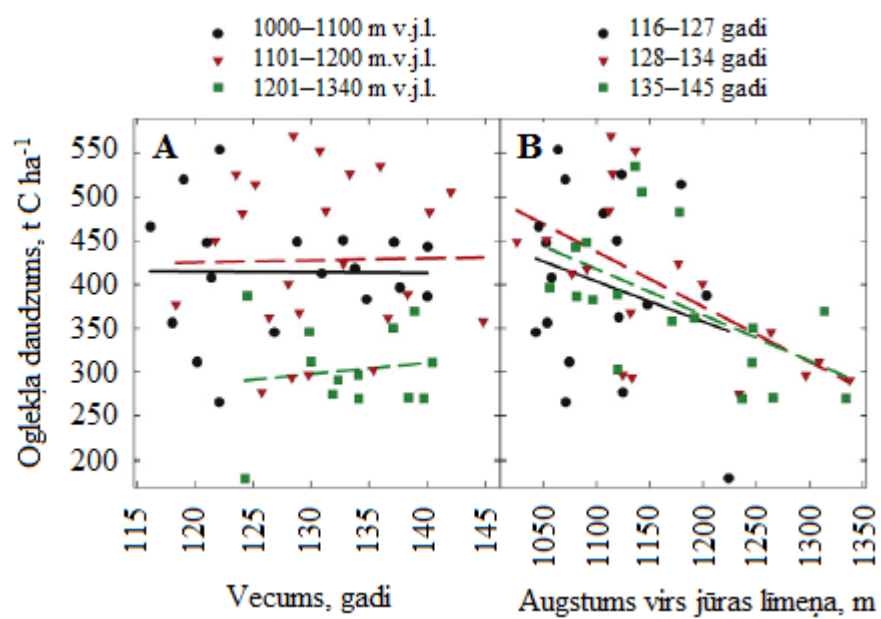 1000–1100 m v.j.l.
1101–1200 m.v.j.l.
1201–1340 m v.j.l.
116–127 gadi
128–134 gadi
135–145 gadi
A
B
Oglekļa daudzums, t C ha-1
550
500
450
400
350
300
250
200
115
120
125
130
135
140
145
1050
1100
1150
1200
1250
1300
1350
Vecums, gadi
Augstums virs jūras līmeņa, m